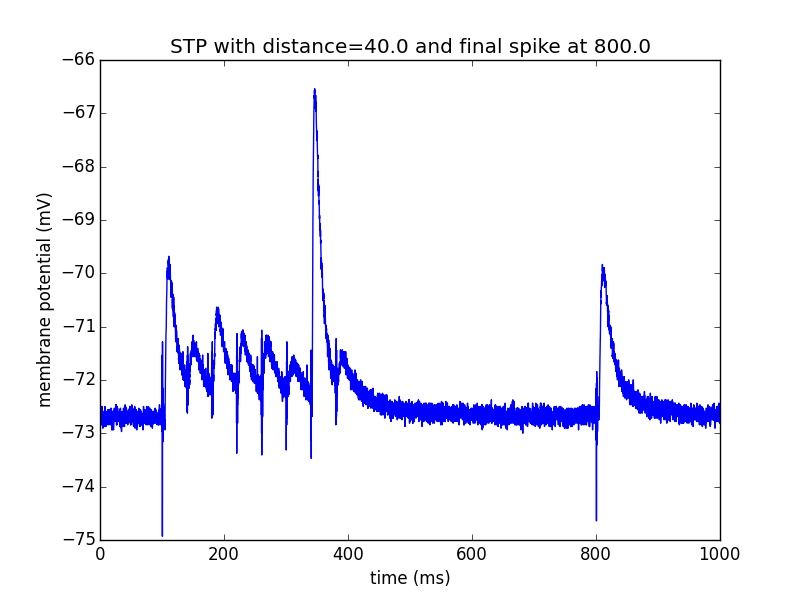 STP with distance=40.0 and final spike at 800.0
−66
−67
−68
−69
−70
−71
−72
−73
−74
−75
membrane potential (mV)
0 200 400 600 800 1000
time (ms)